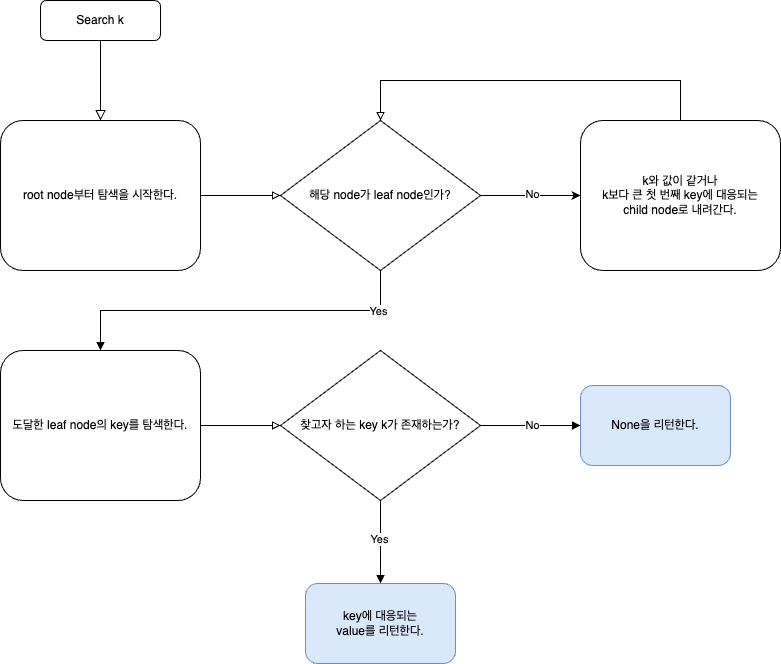 Search k
root node부터 탐색을 시작한다.
해당 node가 leaf node인가?
No
k와 값이 같거나
k보다 큰 첫 번째 key에 대응되는
child node로 내려간다.
Yes
도달한 leaf node의 key를 탐색한다.
찾고자 하는 key k가 존재하는가?
No
None을 리턴한다.
Yes
key에 대응되는
value를 리턴한다.